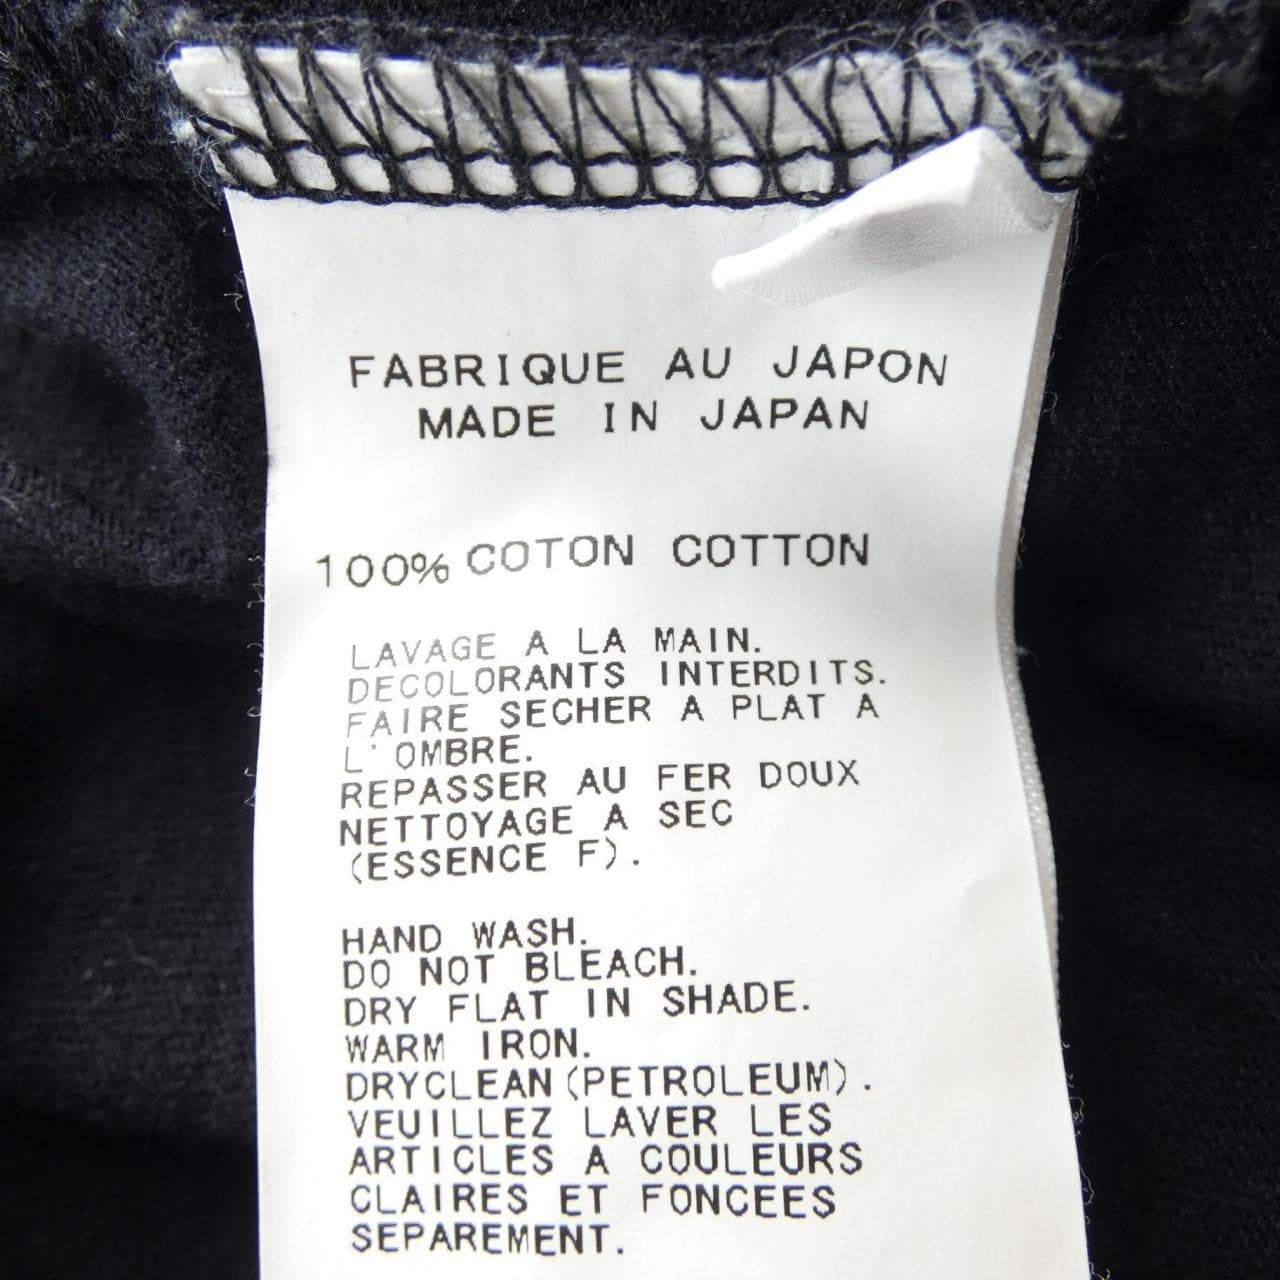 FABRIQUE AU JAPON
MADE IN JAPAN
100% COTON COTTON
LAVAGE A LA MAIN.
DECOLORANTS INTERDITS.
FAIRE SECHER A PLAT A
L'OMBRE.
REPASSER AU FER DOUX
NETTOYAGE A SEC
(ESSENCE F).
HAND WASH.
DO NOT BLEACH.
DRY FLAT IN SHADE.
WARM IRON.
DRYCLEAN(PETROLEUM).
VEUILLEZ LAVER LES
ARTICLES A COULEURS
CLAIRES ET FONCEES
SEPAREMENT.